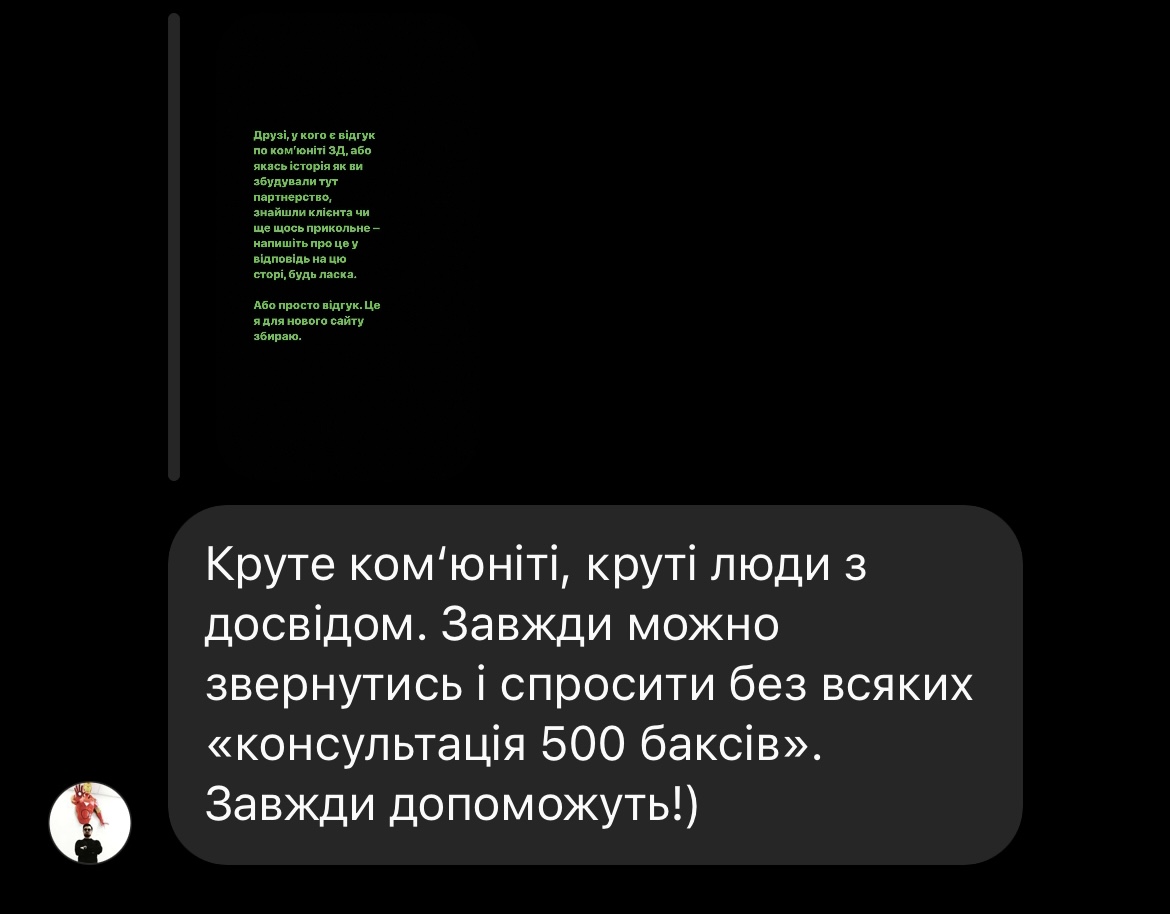 Друзі, у кого є відгук
по ком’юніті ЗД, або
якась історія як ви
збудували тут
партнерство,
знайшли клієнта чи
ще щось прикольне –
напишіть про це у
відповідь на цю
сторі, будь ласка.
Або просто відгук. Це
я для нового сайту
збираю.
Круте ком‘юніті, круті люди з
досвідом. Завжди можно
звернутись і спросити без всяких
«консультація 500 баксів».
Завжди допоможуть!)